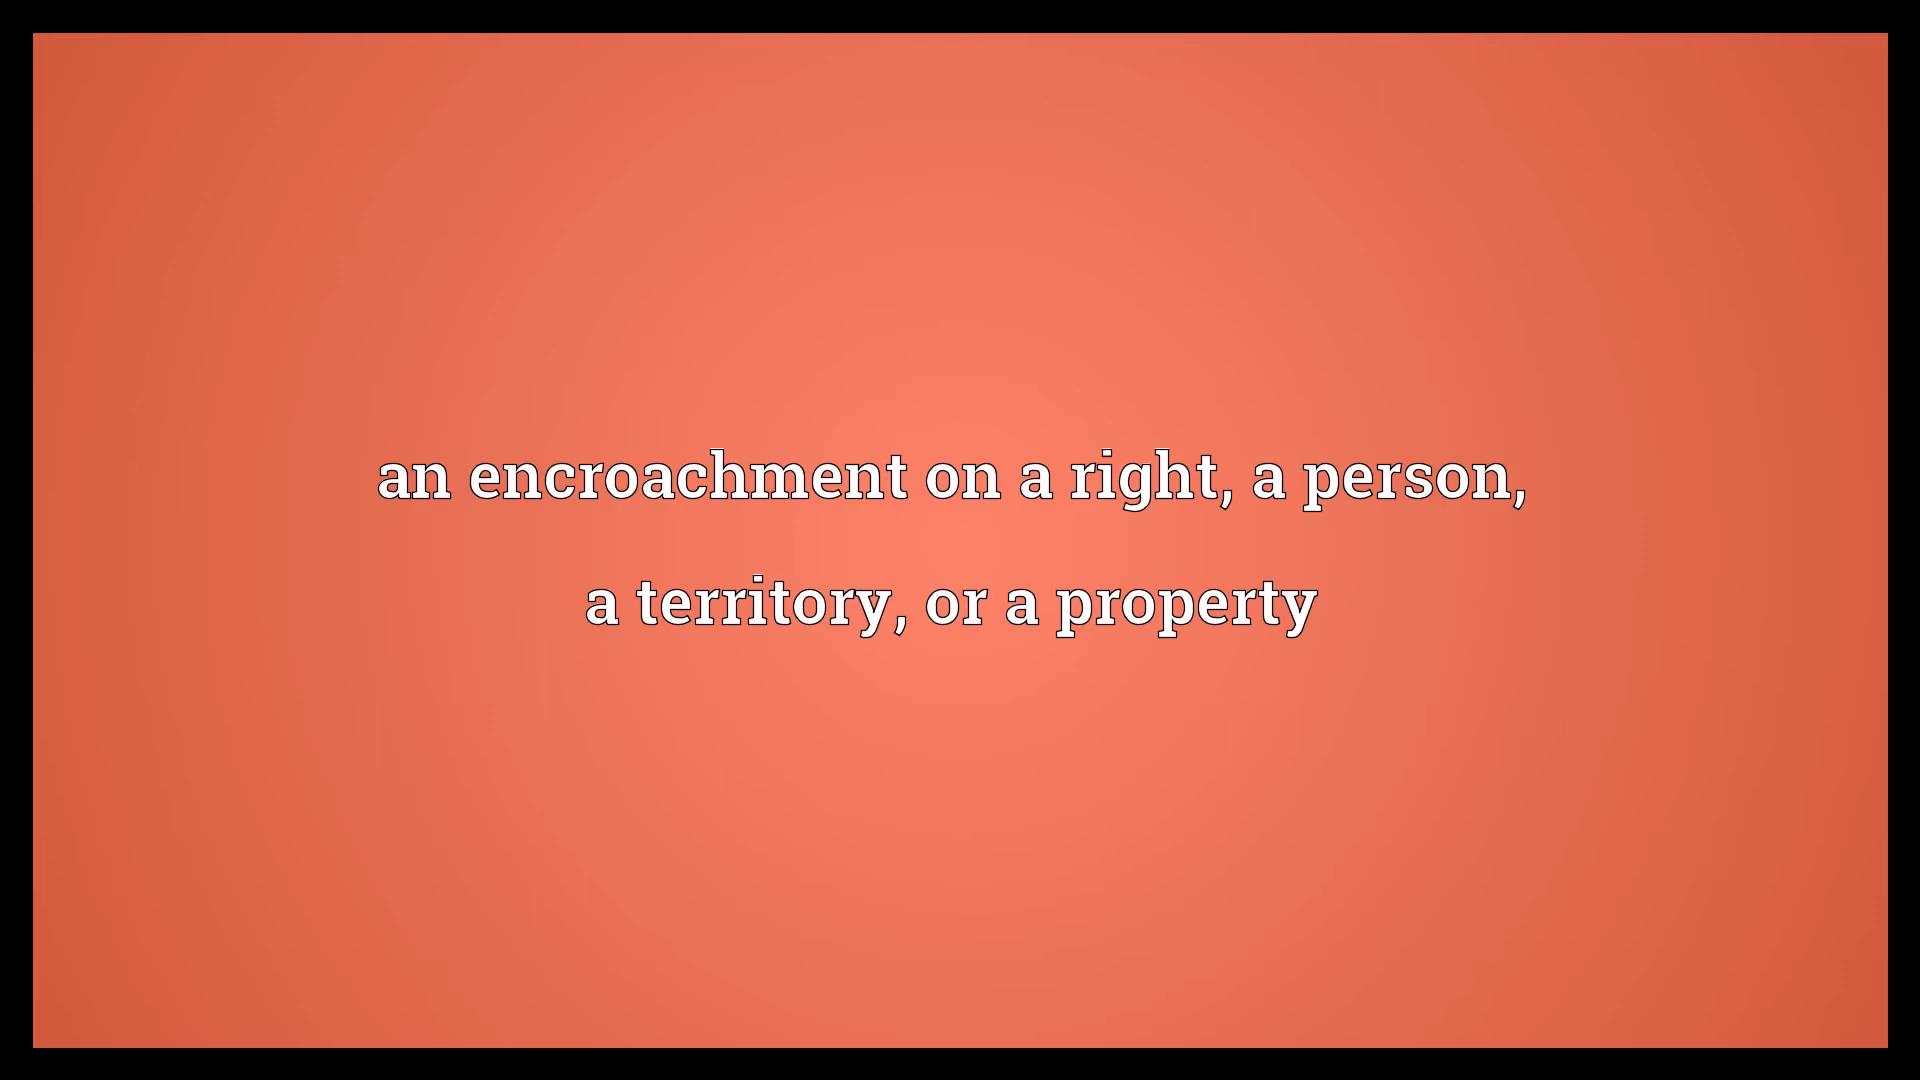 an encroachment on a right, a person,
a territory, or a property